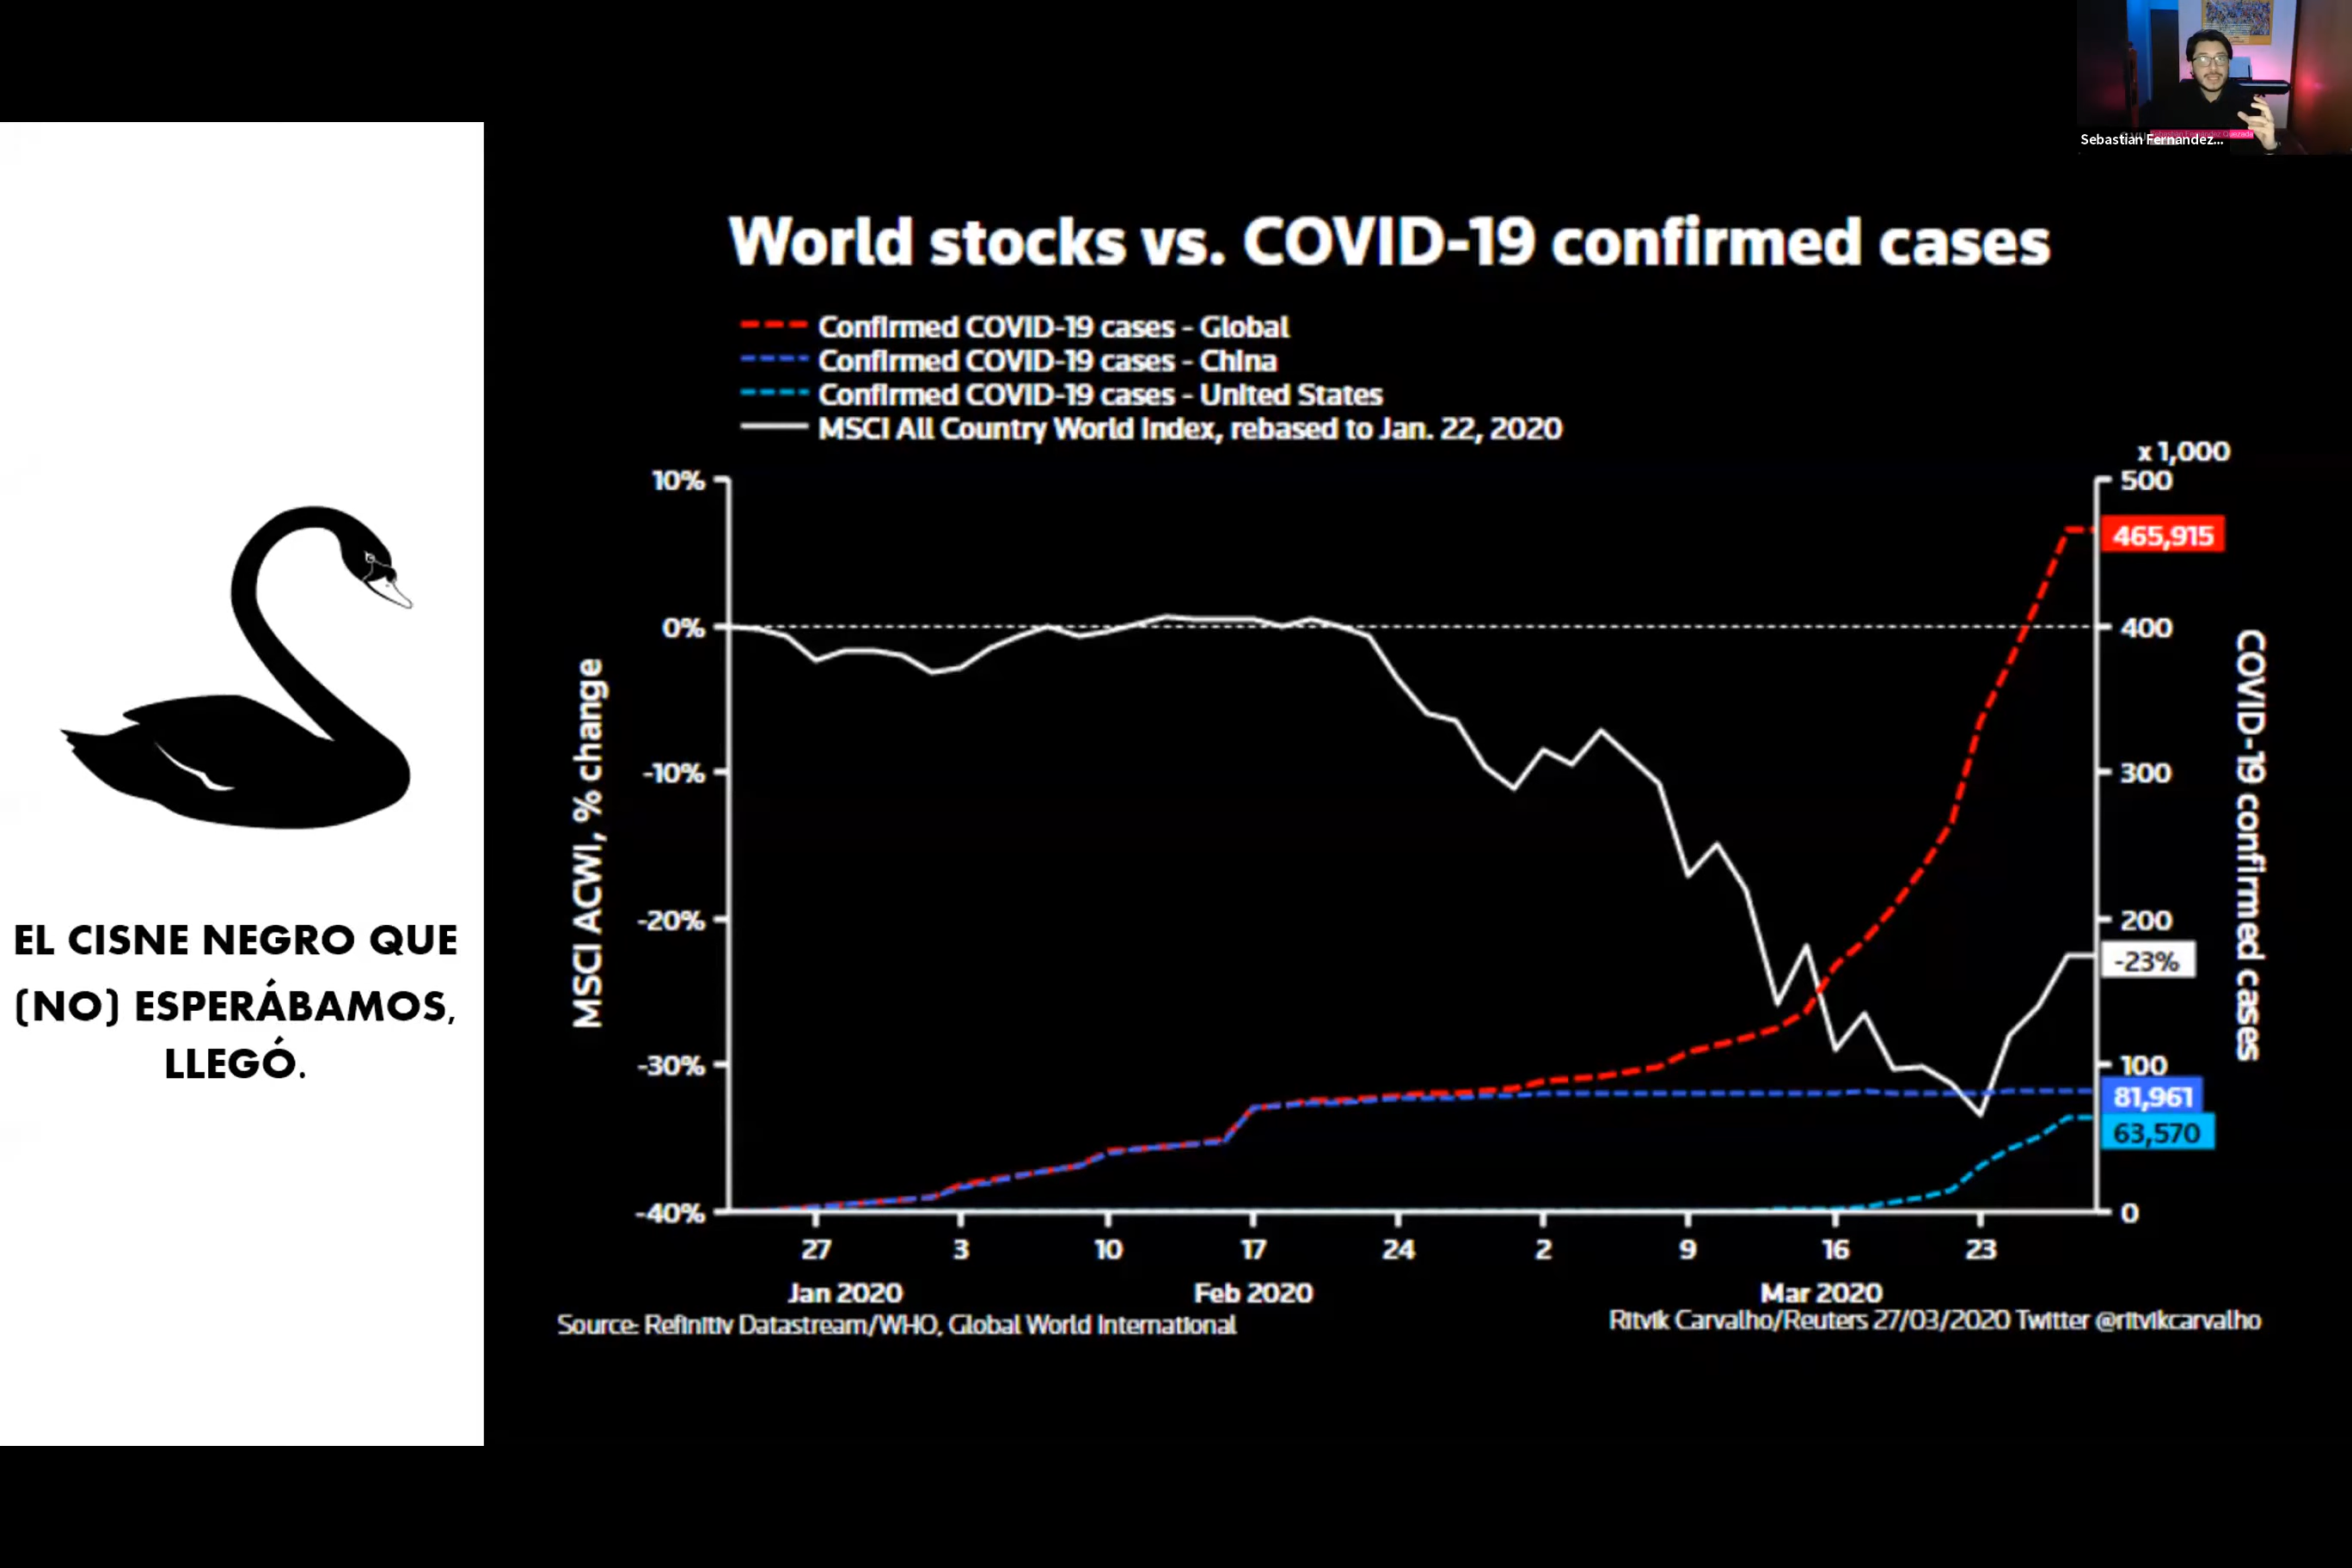 Sebastian Fernandez...
EL CISNE NEGRO QUE
(NO) ESPERÁBAMOS,
LLEGÓ.
World stocks vs. COVID-19 confirmed cases
Confirmed COVID-19 cases - Global
Confirmed COVID-19 cases - China
Confirmed COVID-19 cases - United States
MSCI All Country World Index, rebased to Jan. 22, 2020
x 1,000
10%
0%
-10%
-20%
-30%
-40%
MSCI ACWI, % change
500
400
300
200
100
0
COVID-19 confirmed cases
465,915
-23%
81,961
63,570
27 3 10 17 24 2 9 16 23
Jan 2020 Feb 2020 Mar 2020
Source: Refinitiv Datastream/WHO, Global World International
Ritvik Carvalho/Reuters 27/03/2020 Twitter @ritvikcarvalho